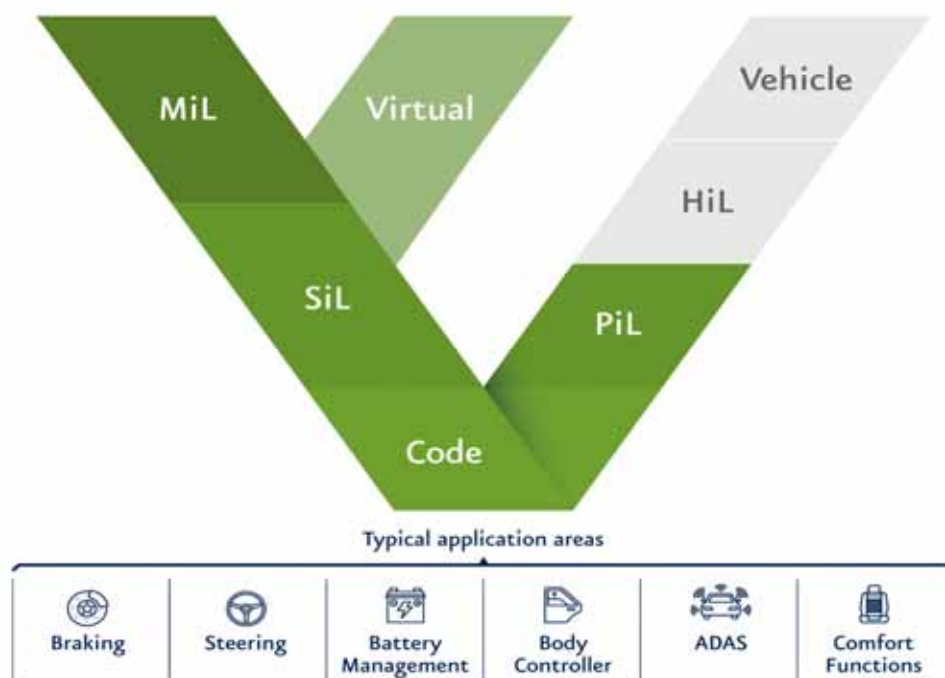 MiL
Virtual
Vehicle
HiL
SiL
PiL
Code
Typical application areas
Braking
Steering
Battery
Management
Body
Controller
ADAS
Comfort
Functions